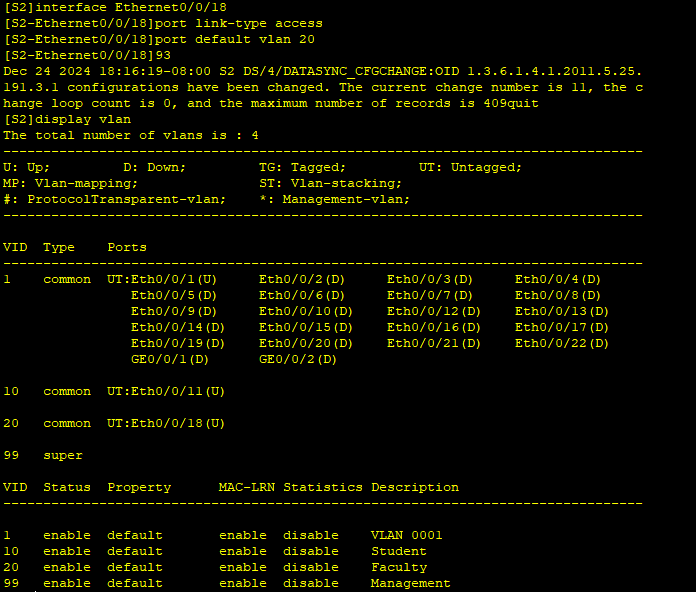 [S2]interface Ethernet0/0/18
[S2-Ethernet0/0/18]port link-type access
[S2-Ethernet0/0/18]port default vlan 20
[S2-Ethernet0/0/18]93
Dec 24 2024 18:16:19-08:00 S2 DS/4/DATASYNC_CFGCHANGE:OID 1.3.6.1.4.1.2011.5.25.
191.3.1 configurations have been changed. The current change number is 11, the c
hange loop count is 0, and the maximum number of records is 409quit
[S2]display vlan
The total number of vlans is : 4
--------------------------------------------------------------------------------
U: Up;         D: Down;         TG: Tagged;         UT: Untagged;
MP: Vlan-mapping;               ST: Vlan-stacking;
#: ProtocolTransparent-vlan;    *: Management-vlan;
--------------------------------------------------------------------------------
VID  Type    Ports
--------------------------------------------------------------------------------
1    common  UT:Eth0/0/1(U)     Eth0/0/2(D)     Eth0/0/3(D)     Eth0/0/4(D)
                Eth0/0/5(D)     Eth0/0/6(D)     Eth0/0/7(D)     Eth0/0/8(D)
                Eth0/0/9(D)     Eth0/0/10(D)    Eth0/0/12(D)    Eth0/0/13(D)
                Eth0/0/14(D)    Eth0/0/15(D)    Eth0/0/16(D)    Eth0/0/17(D)
                Eth0/0/19(D)    Eth0/0/20(D)    Eth0/0/21(D)    Eth0/0/22(D)
                GE0/0/1(D)      GE0/0/2(D)
10   common  UT:Eth0/0/11(U)
20   common  UT:Eth0/0/18(U)
99   super
VID  Status  Property      MAC-LRN Statistics Description
--------------------------------------------------------------------------------
1    enable  default       enable  disable    VLAN 0001
10   enable  default       enable  disable    Student
20   enable  default       enable  disable    Faculty
99   enable  default       enable  disable    Management